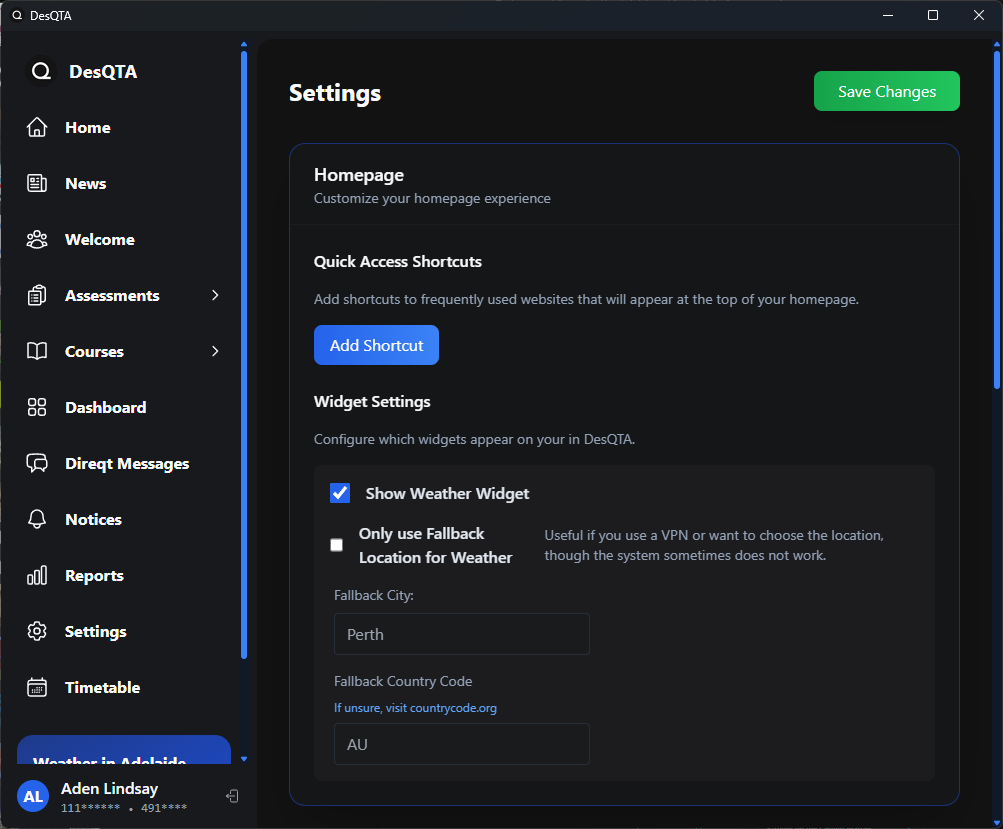 DesQTA
DesQTA
Home
News
Welcome
Assessments
Courses
Dashboard
Direqt Messages
Notices
Reports
Settings
Timetable
Weather in Adelaide
AL
Aden Lindsay
111****** • 491****
Settings
Save Changes
Homepage
Customize your homepage experience
Quick Access Shortcuts
Add shortcuts to frequently used websites that will appear at the top of your homepage.
Add Shortcut
Widget Settings
Configure which widgets appear on your in DesQTA.
Show Weather Widget
Only use Fallback
Location for Weather
Useful if you use a VPN or want to choose the location,
though the system sometimes does not work.
Fallback City:
Perth
Fallback Country Code
If unsure, visit countrycode.org
AU